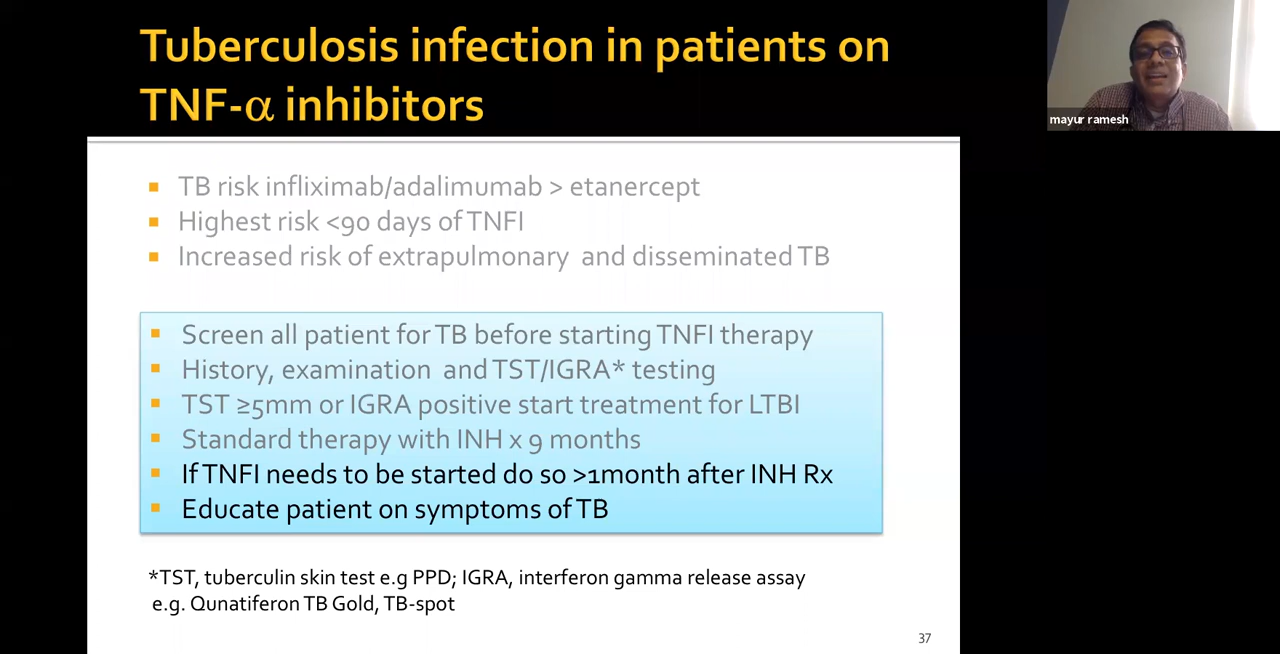 Tuberculosis infection in patients on
TNF-α inhibitors
mayur ramesh
▪ TB risk infliximab/adalimumab > etanercept
▪ Highest risk <90 days of TNFI
▪ Increased risk of extrapulmonary and disseminated TB
▪ Screen all patient for TB before starting TNFI therapy
▪ History, examination and TST/IGRA* testing
▪ TST ≥5mm or IGRA positive start treatment for LTBI
▪ Standard therapy with INH x 9 months
▪ If TNFI needs to be started do so >1month after INH Rx
▪ Educate patient on symptoms of TB
*TST, tuberculin skin test e.g PPD; IGRA, interferon gamma release assay
e.g. Qunatiferon TB Gold, TB-spot
37